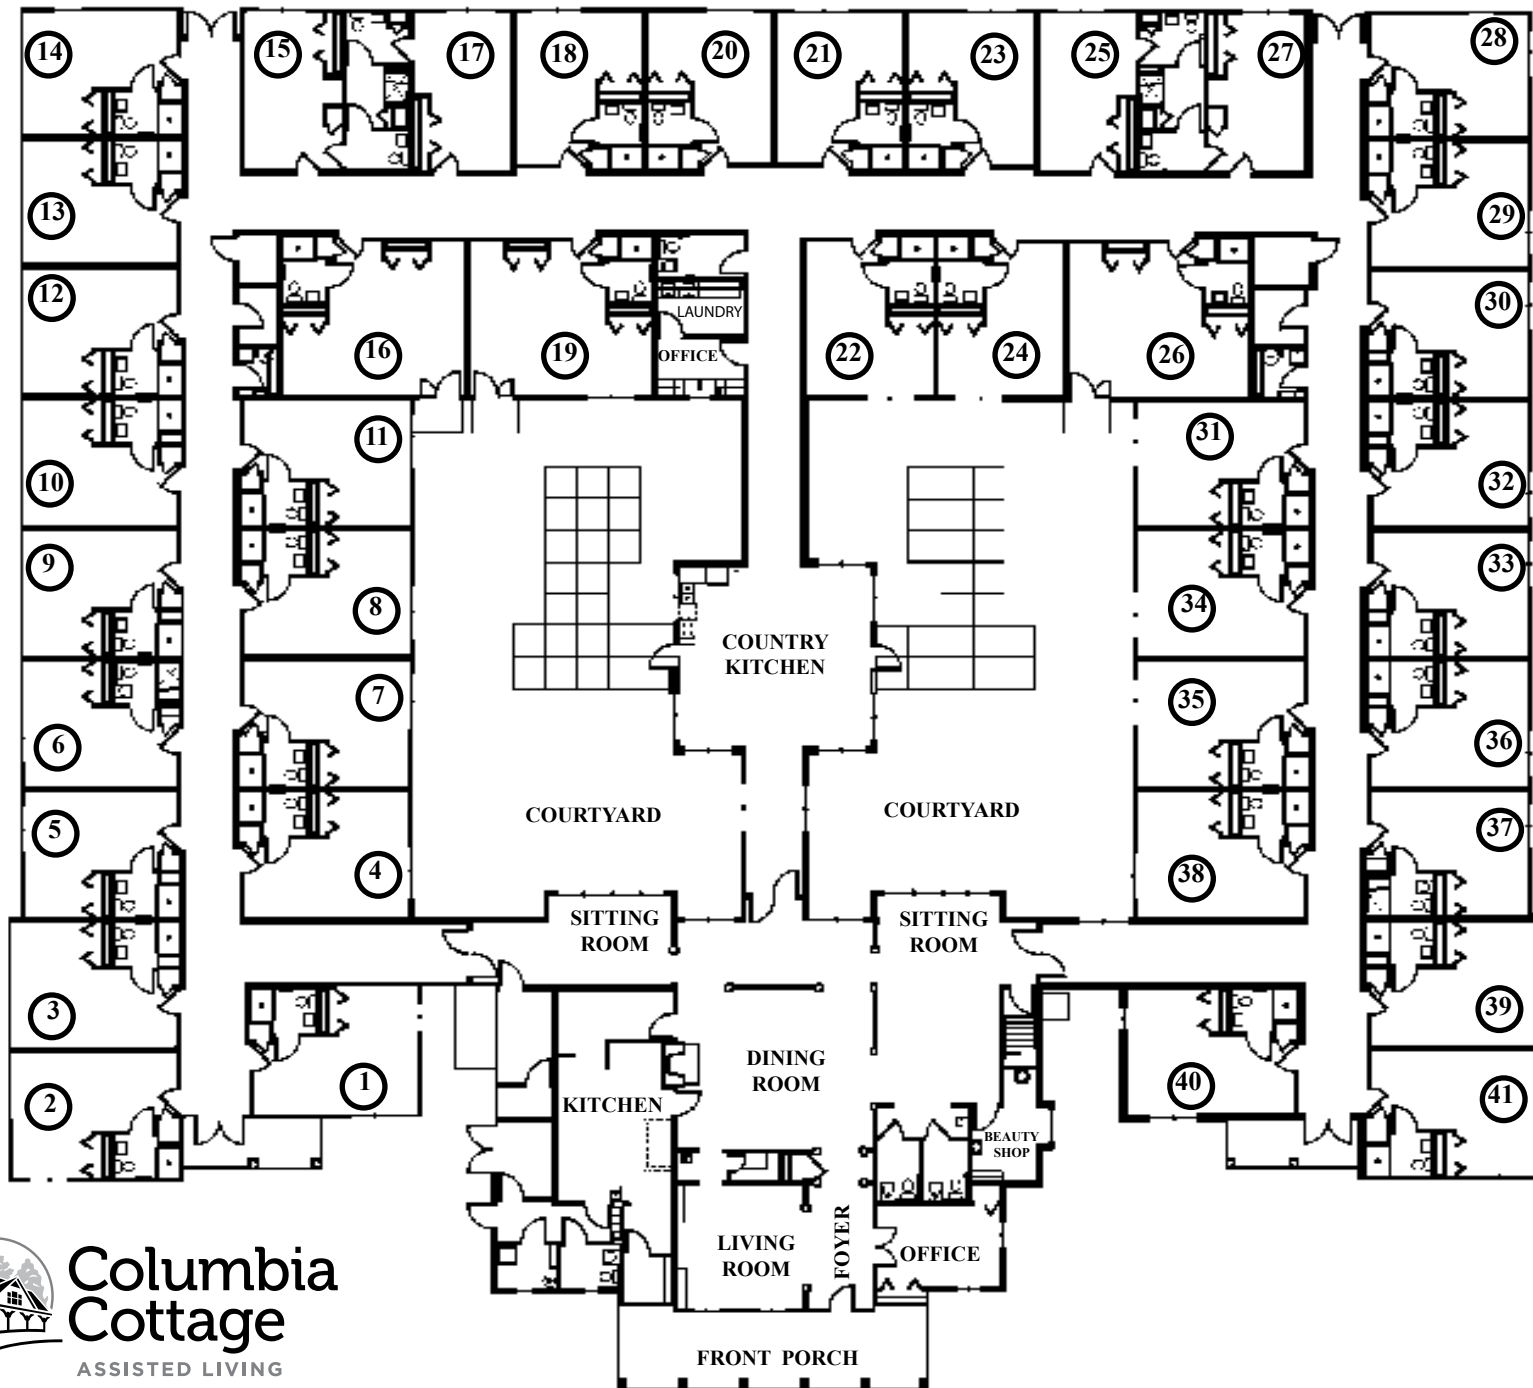 14
15
17
18
20
21
23
25
27
28
13
29
12
16
19
LAUNDRY
OFFICE
22
24
26
30
11
31
10
32
9
8
34
33
COUNTRY
KITCHEN
7
35
6
36
5
COURTYARD
COURTYARD
37
4
38
SITTING
ROOM
SITTING
ROOM
3
39
1
DINING
ROOM
40
2
KITCHEN
41
BEAUTY
SHOP
LIVING
ROOM
FOYER
OFFICE
Columbia
Cottage
ASSISTED LIVING
FRONT PORCH